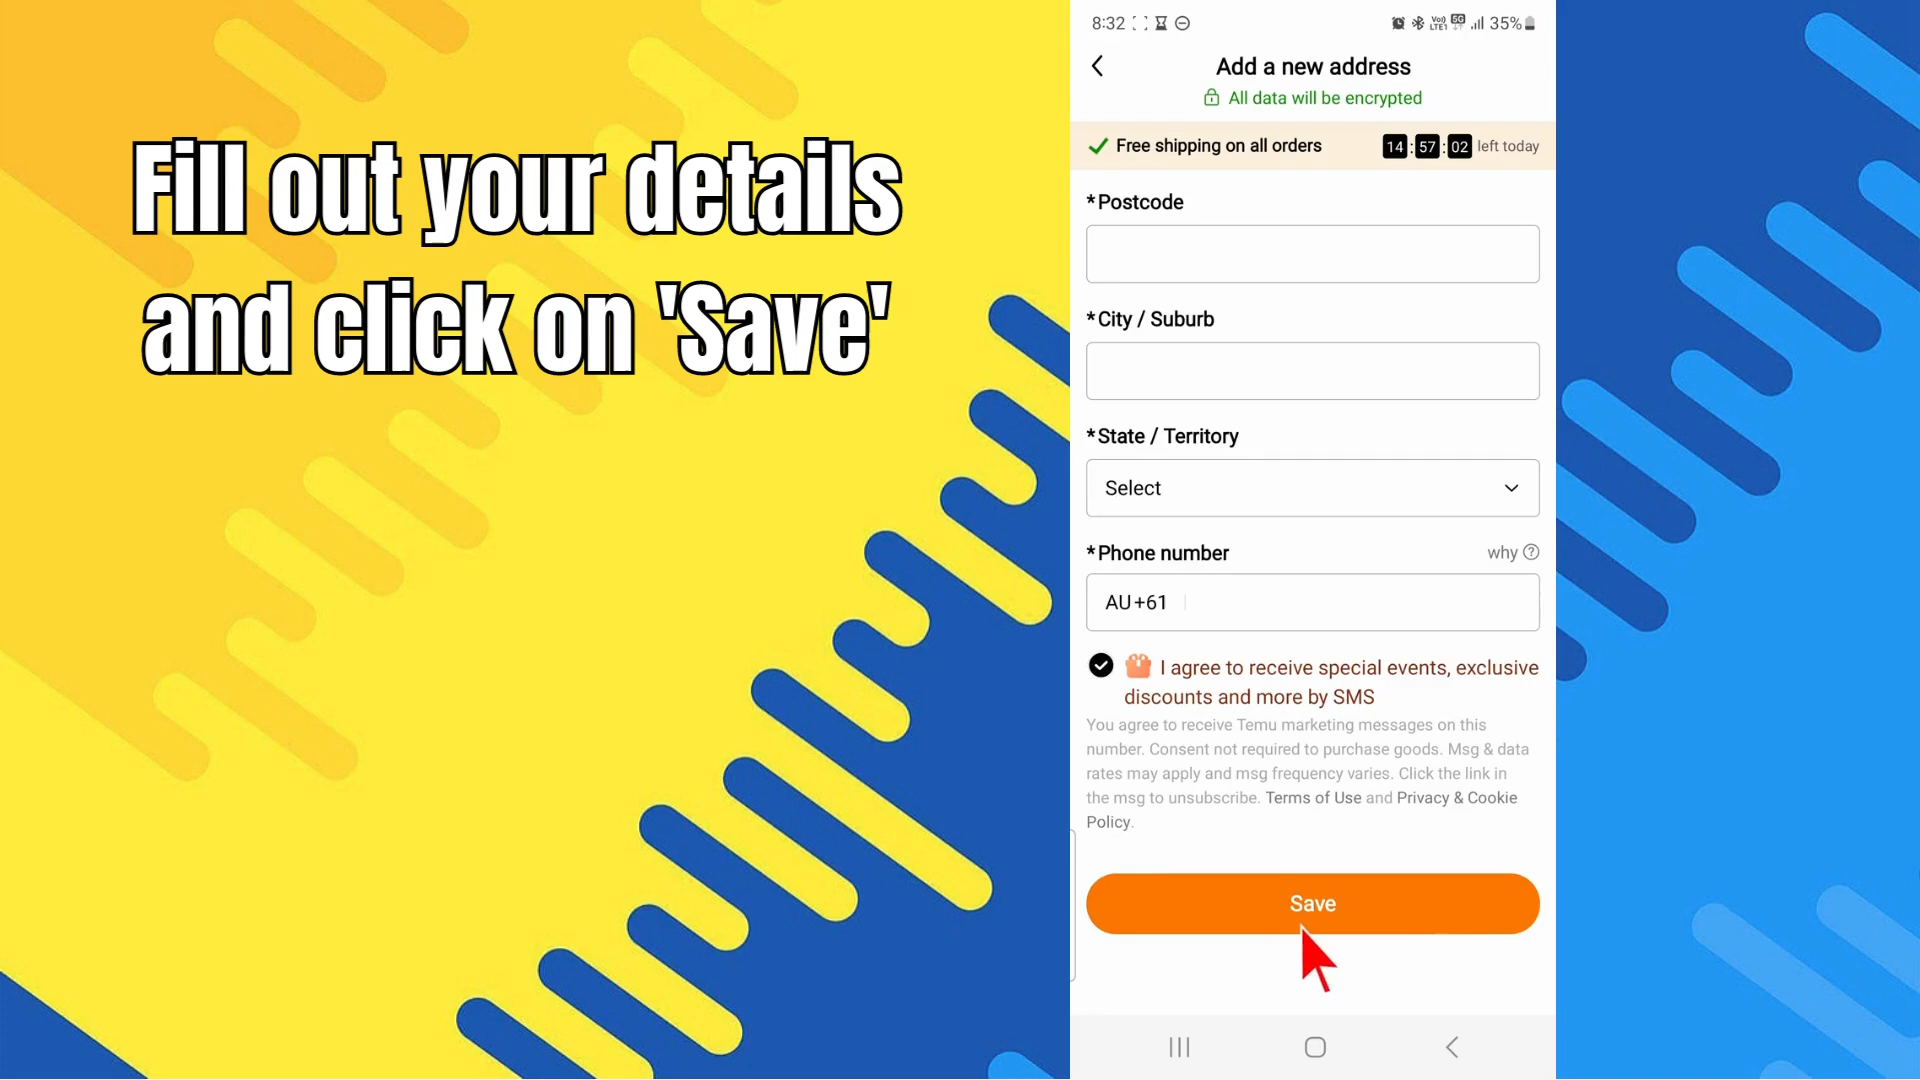 Fill out your details
and click on 'Save'
8:32
Vo))
LTE1
5G
35%
Add a new address
All data will be encrypted
Free shipping on all orders
14:57:02 left today
*Postcode
*City / Suburb
*State / Territory
Select
*Phone number
why ?
AU+61
I agree to receive special events, exclusive
discounts and more by SMS
You agree to receive Temu marketing messages on this
number. Consent not required to purchase goods. Msg & data
rates may apply and msg frequency varies. Click the link in
the msg to unsubscribe. Terms of Use and Privacy & Cookie
Policy.
Save